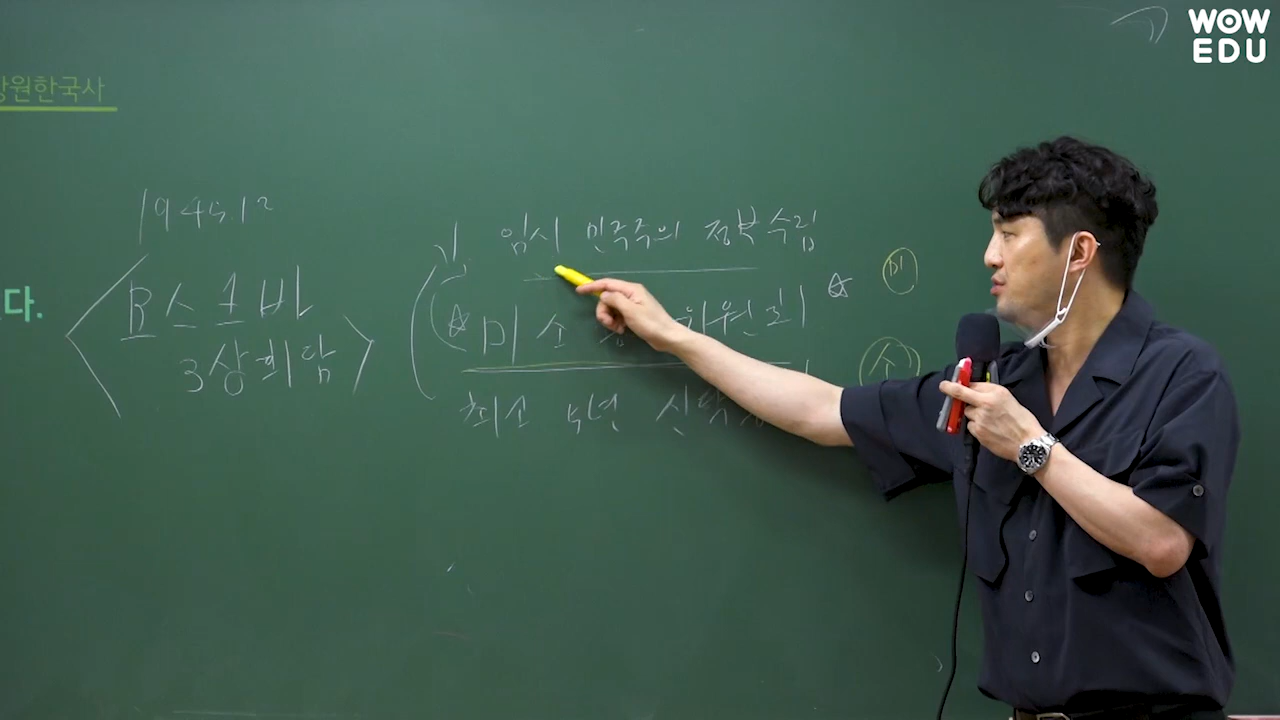 WOW
EDU
강원한국사
다.
1945.12
모스크바
3상 회담
임시 민주주의 정부수립
미 소 위원회
최소 5년 신탁
미
소